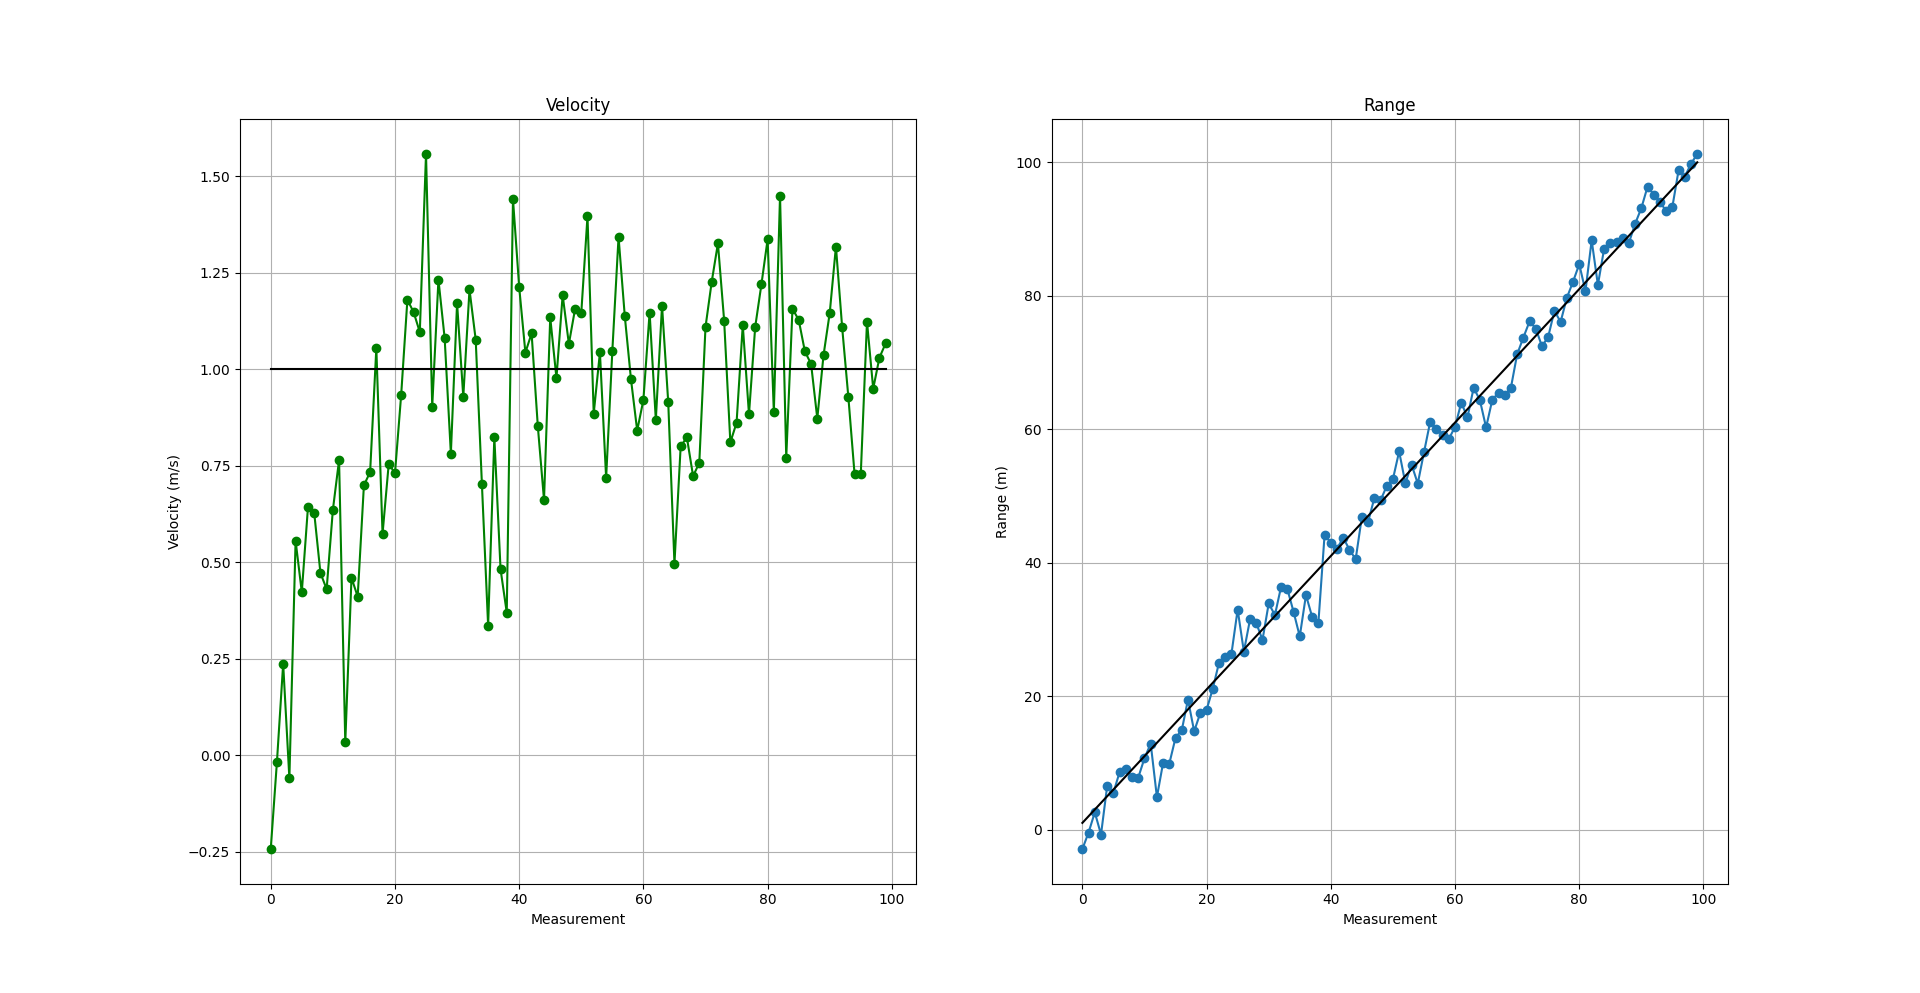 Velocity
Velocity (m/s)
1.50
1.25
1.00
0.75
0.50
0.25
0.00
−0.25
0 20 40 60 80 100
Measurement
Range
Range (m)
100
80
60
40
20
0
0 20 40 60 80 100
Measurement